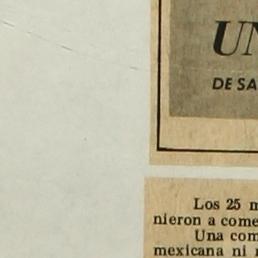 UN
DE SA
Los 25 m
nieron a come
Una com
mexicana ni